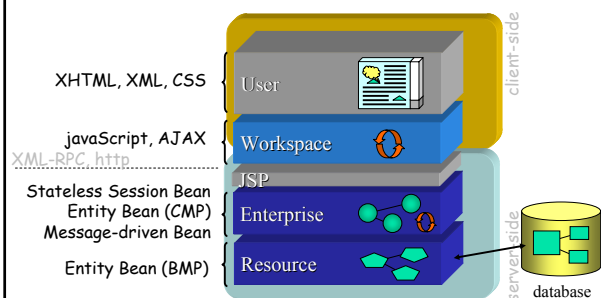 XHTML, XML, CSS
User
client-side
javaScript, AJAX
Workspace
XML-RPC, http
JSP
Stateless Session Bean
Entity Bean (CMP)
Message-driven Bean
Enterprise
server-side
Entity Bean (BMP)
Resource
database